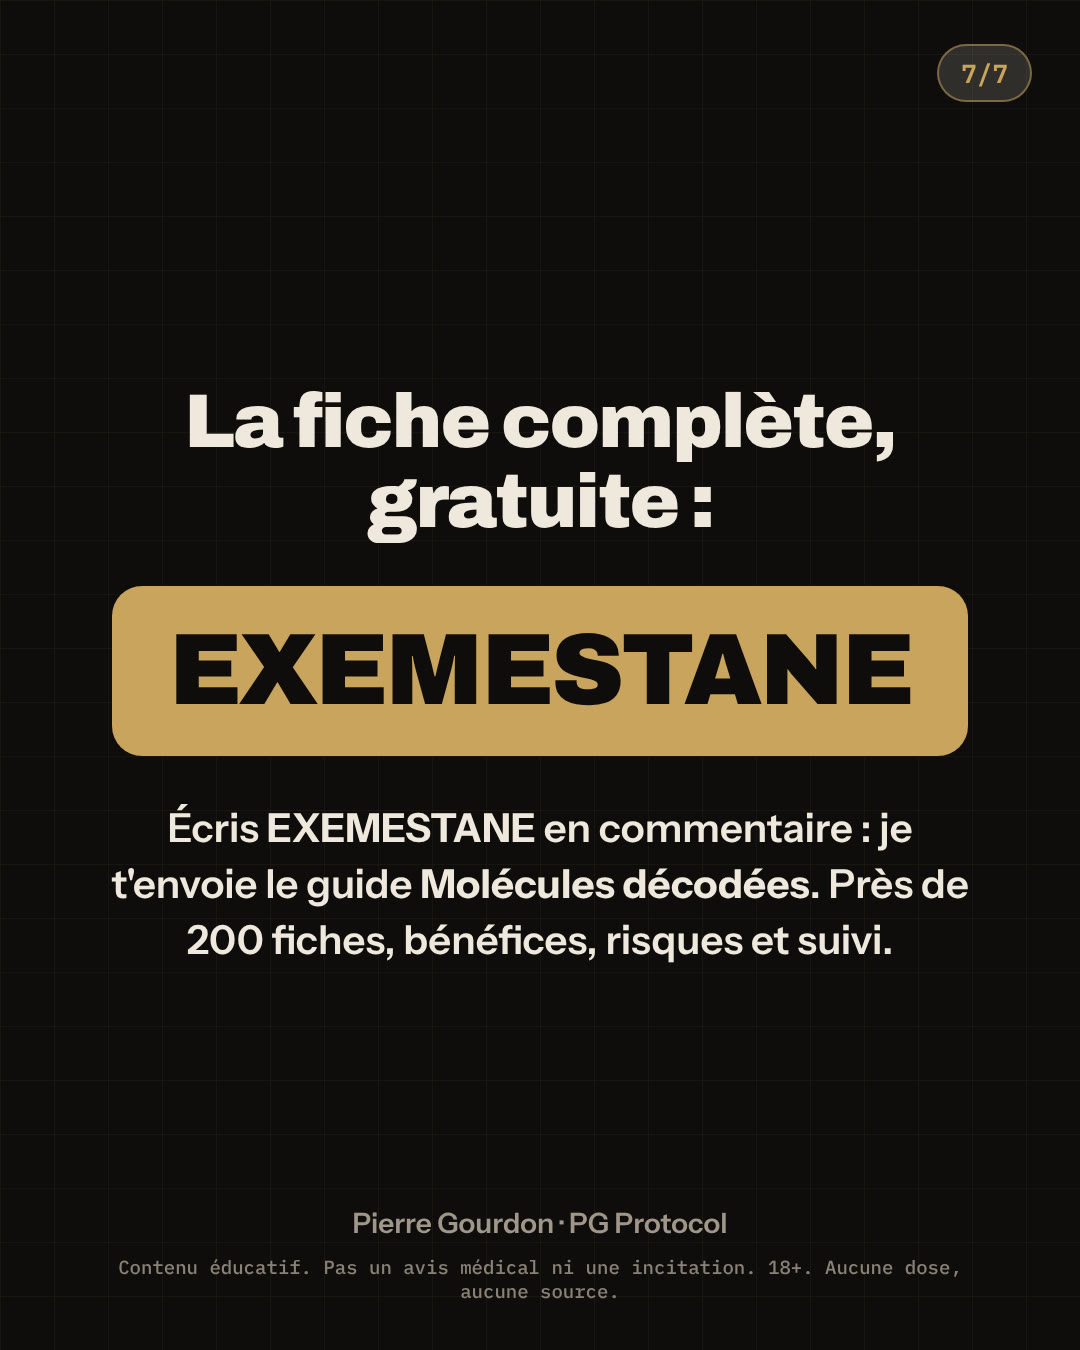 7/7
La fiche complète,
gratuite :
EXEMESTANE
Écris EXEMESTANE en commentaire : je
t'envoie le guide Molécules décodées. Près de
200 fiches, bénéfices, risques et suivi.
Pierre Gourdon · PG Protocol
Contenu éducatif. Pas un avis médical ni une incitation. 18+. Aucune dose,
aucune source.